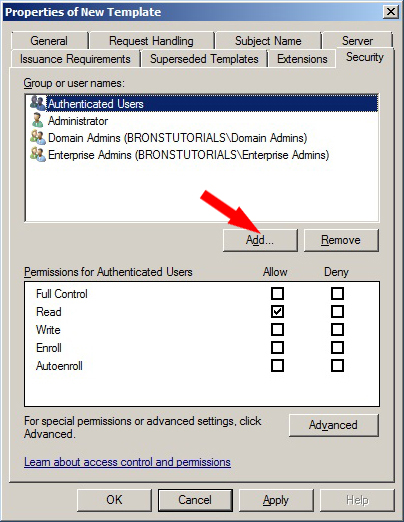 Properties of New Template
General Request Handling Subject Name Server
Issuance Requirements Superseded Templates Extensions Security
Group or user names:
Authenticated Users
Administrator
Domain Admins (BRONSTUTORIALS\Domain Admins)
Enterprise Admins (BRONSTUTORIALS\Enterprise Admins)
Add... Remove
Permissions for Authenticated Users Allow Deny
Full Control
Read
Write
Enroll
Autoenroll
For special permissions or advanced settings, click
Advanced.
Advanced
Learn about access control and permissions
OK Cancel Apply Help